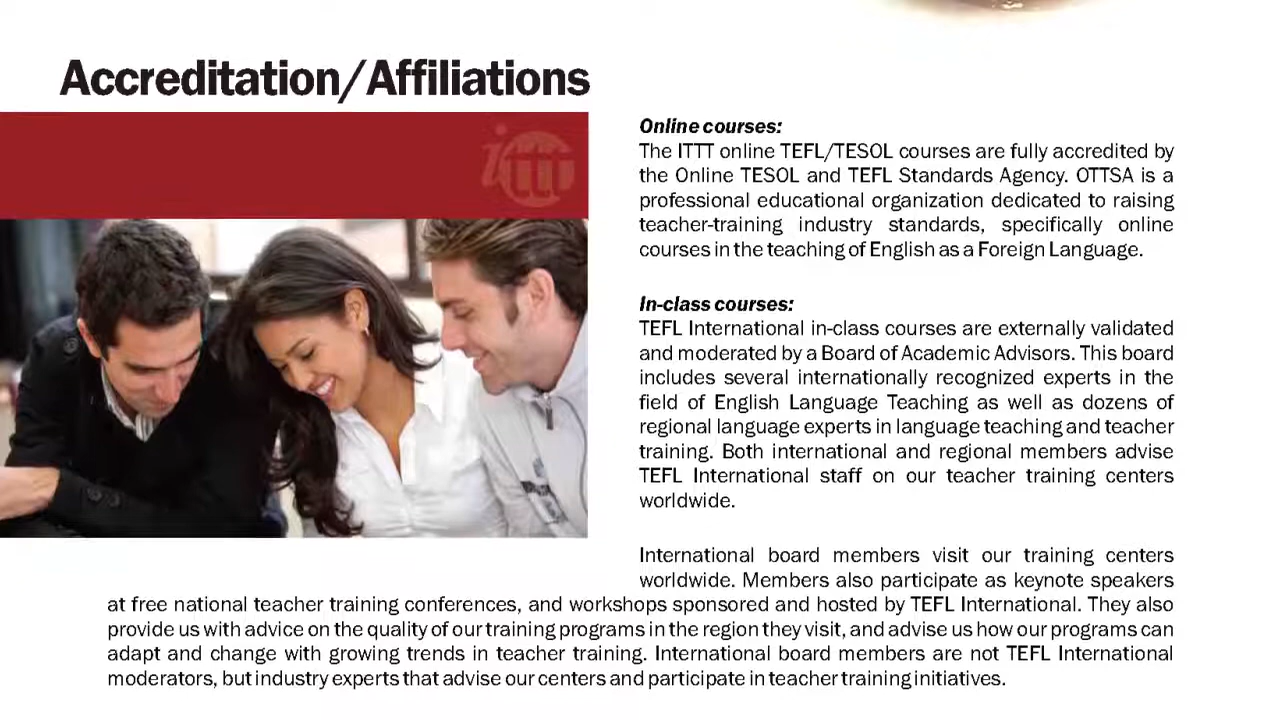 Accreditation/Affiliations
ittt
Online courses:
The ITTT online TEFL/TESOL courses are fully accredited by
the Online TESOL and TEFL Standards Agency. OTTSA is a
professional educational organization dedicated to raising
teacher-training industry standards, specifically online
courses in the teaching of English as a Foreign Language.
In-class courses:
TEFL International in-class courses are externally validated
and moderated by a Board of Academic Advisors. This board
includes several internationally recognized experts in the
field of English Language Teaching as well as dozens of
regional language experts in language teaching and teacher
training. Both international and regional members advise
TEFL International staff on our teacher training centers
worldwide.
International board members visit our training centers
worldwide. Members also participate as keynote speakers
at free national teacher training conferences, and workshops sponsored and hosted by TEFL International. They also
provide us with advice on the quality of our training programs in the region they visit, and advise us how our programs can
adapt and change with growing trends in teacher training. International board members are not TEFL International
moderators, but industry experts that advise our centers and participate in teacher training initiatives.